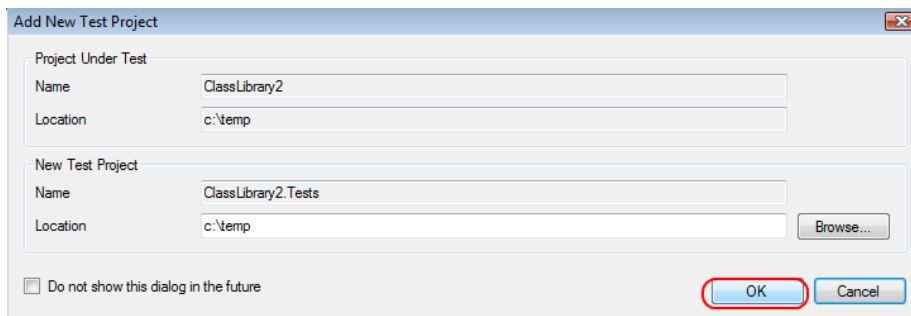 Add New Test Project
Project Under Test
Name ClassLibrary2
Location c:\temp
New Test Project
Name ClassLibrary2.Tests
Location c:\temp Browse...
Do not show this dialog in the future
OK Cancel